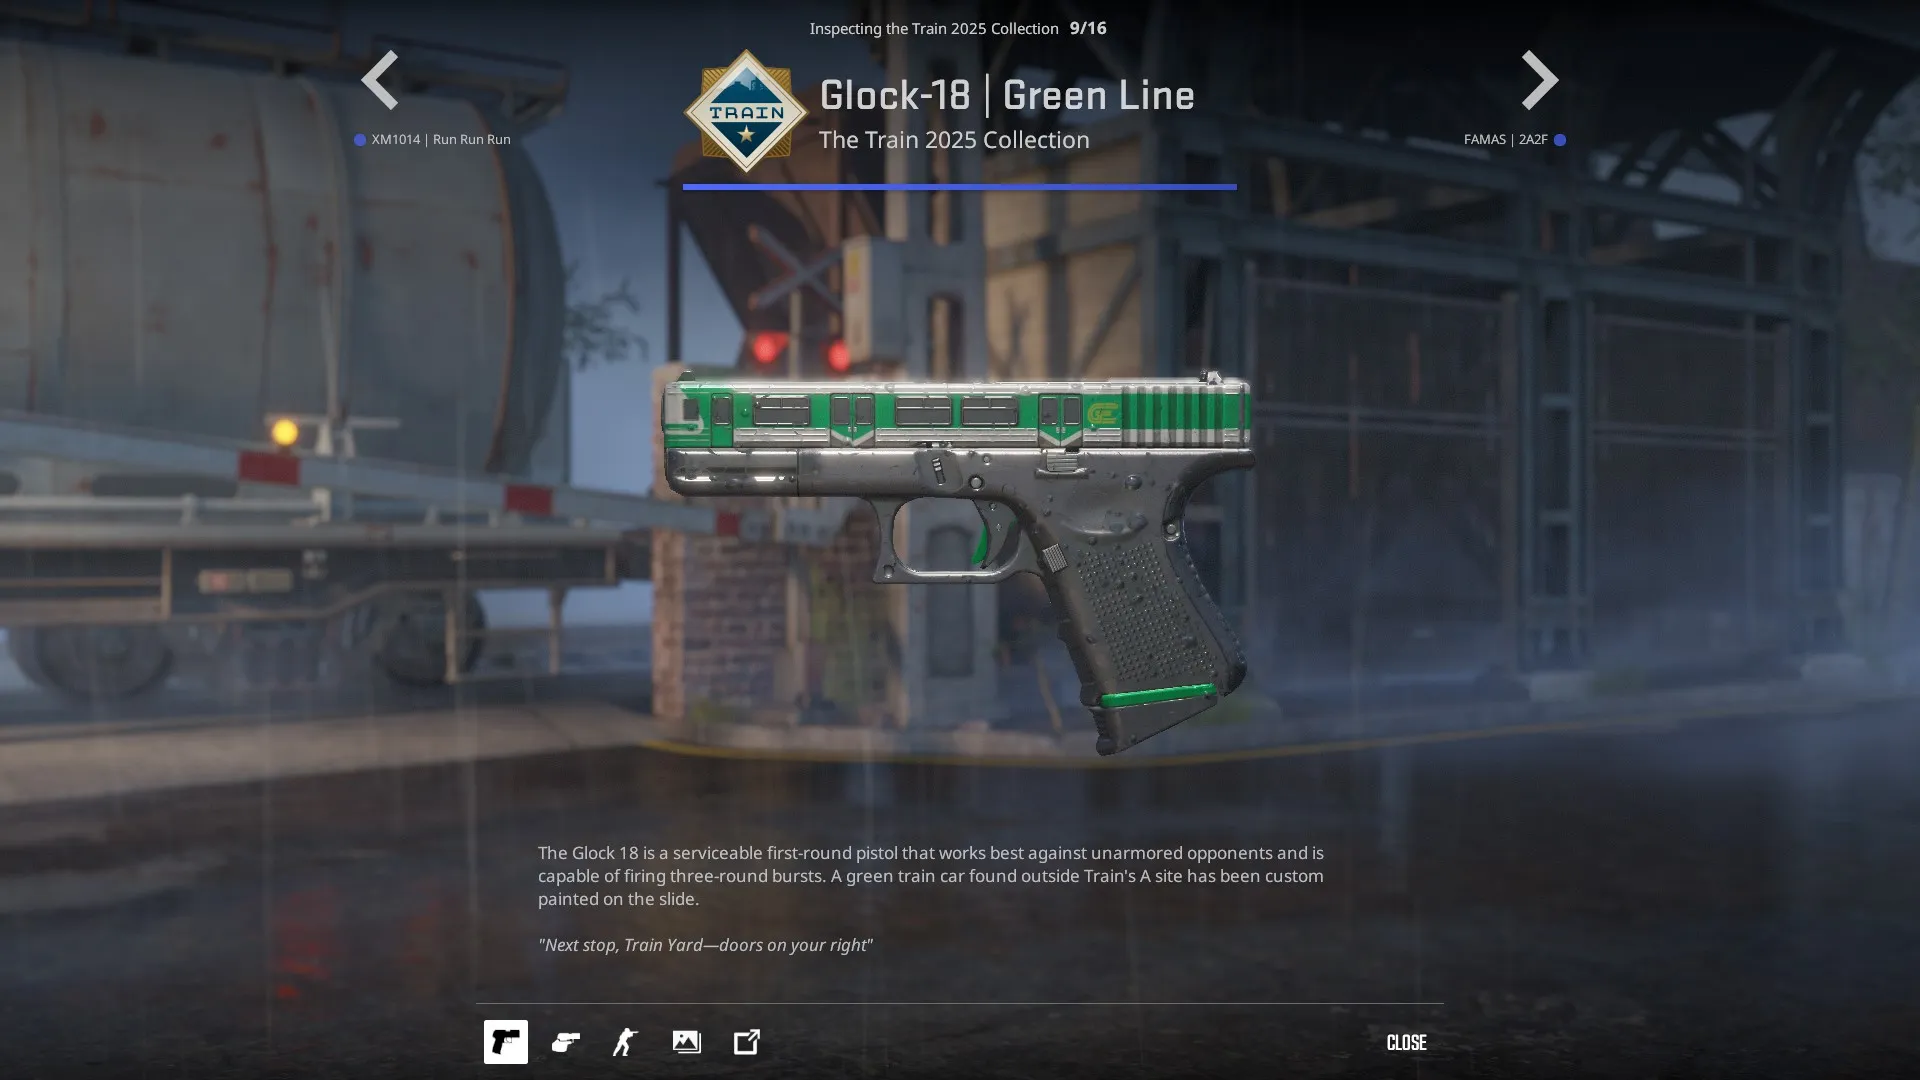 Inspecting the Train 2025 Collection 9/16
TRAIN
Glock-18 | Green Line
The Train 2025 Collection
XM1014 | Run Run Run
FAMAS | 2A2F
The Glock 18 is a serviceable first-round pistol that works best against unarmored opponents and is
capable of firing three-round bursts. A green train car found outside Train's A site has been custom
painted on the slide.
"Next stop, Train Yard—doors on your right"
CLOSE